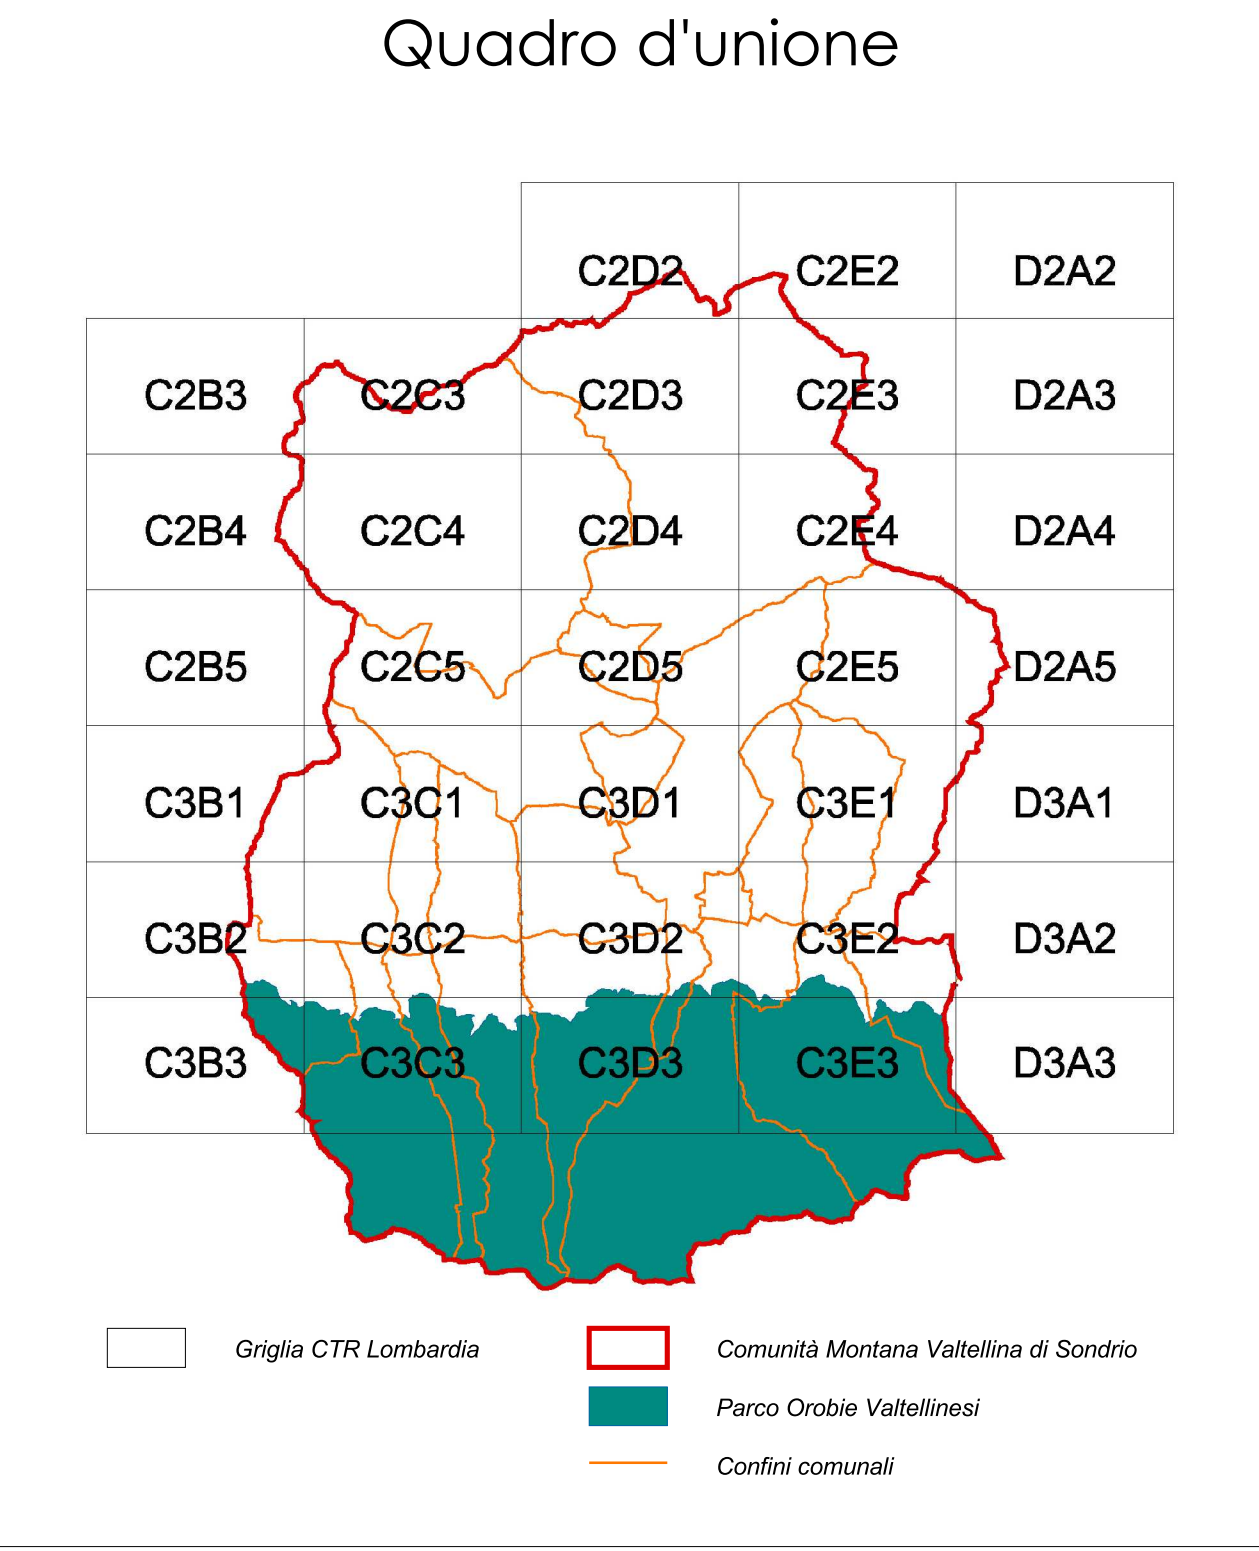 Quadro d'unione
C2D2 C2E2 D2A2
C2B3 C2C3 C2D3 C2E3 D2A3
C2B4 C2C4 C2D4 C2E4 D2A4
C2B5 C2C5 C2D5 C2E5 D2A5
C3B1 C3C1 C3D1 C3E1 D3A1
C3B2 C3C2 C3D2 C3E2 D3A2
C3B3 C3C3 C3D3 C3E3 D3A3
Griglia CTR Lombardia
Comunità Montana Valtellina di Sondrio
Parco Orobie Valtellinesi
Confini comunali